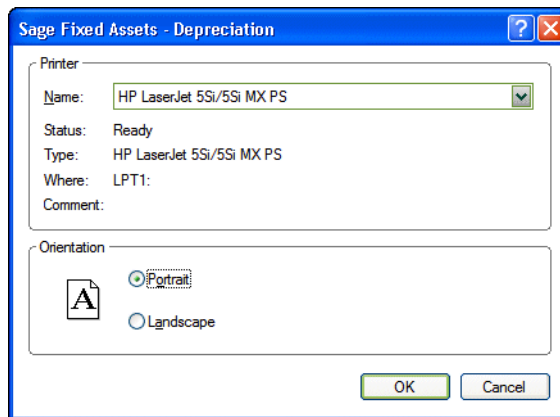 Sage Fixed Assets - Depreciation
Printer
Name: HP LaserJet 5Si/5Si MX PS
Status: Ready
Type: HP LaserJet 5Si/5Si MX PS
Where: LPT1:
Comment:
Orientation
A
Portrait
Landscape
OK Cancel